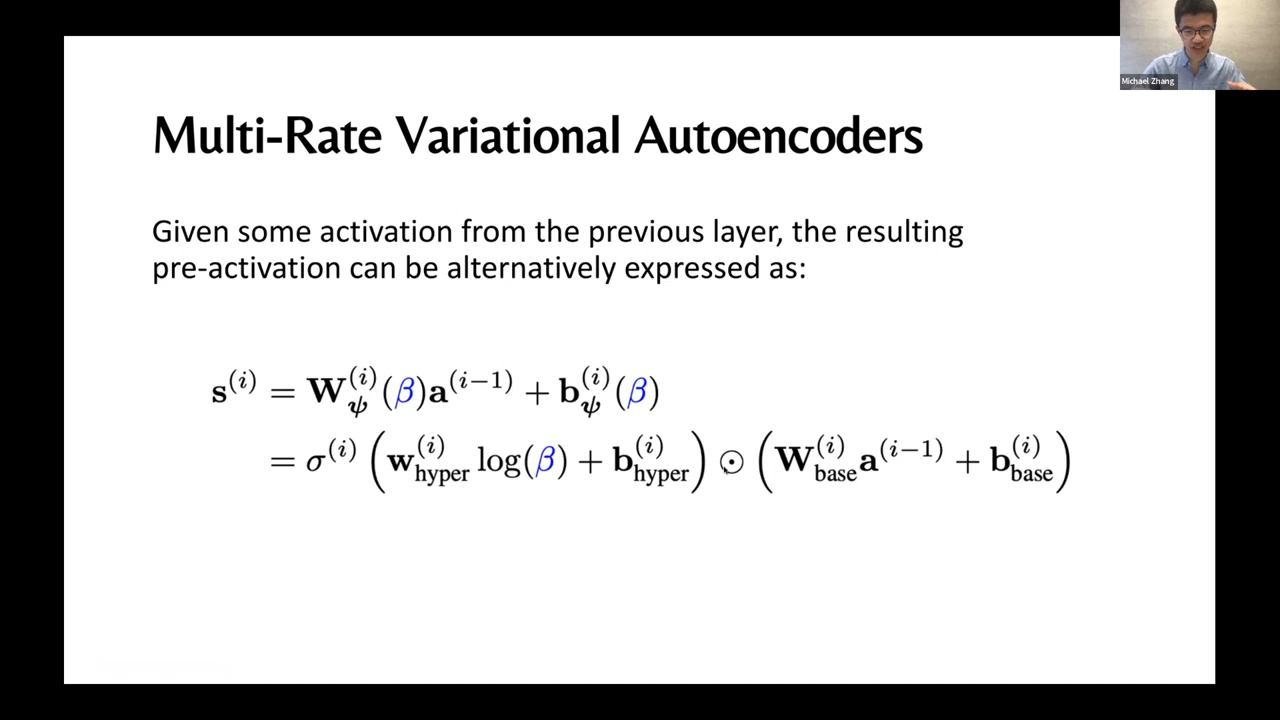 Michael Zhang
Multi-Rate Variational Autoencoders
Given some activation from the previous layer, the resulting
pre-activation can be alternatively expressed as:
𝐬⁽ⁱ⁾ = 𝐖_𝛙⁽ⁱ⁾(β)𝐚⁽ⁱ⁻¹⁾ + 𝐛_𝛙⁽ⁱ⁾(β)
= σ⁽ⁱ⁾ (𝐰_hyper⁽ⁱ⁾ log(β) + 𝐛_hyper⁽ⁱ⁾) ⊙ (𝐖_base⁽ⁱ⁾ 𝐚⁽ⁱ⁻¹⁾ + 𝐛_base⁽ⁱ⁾)